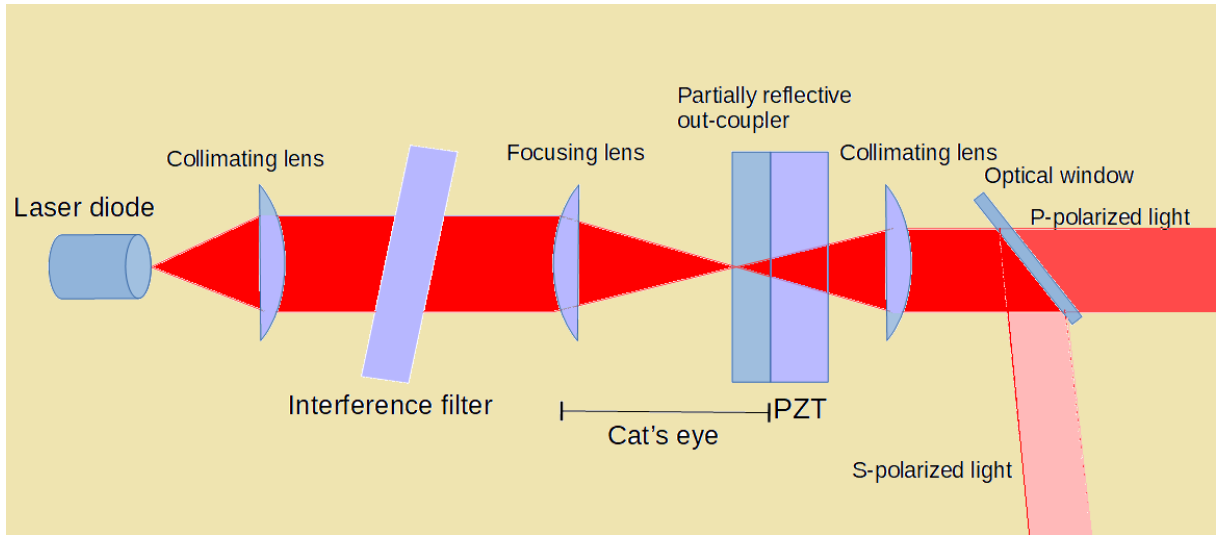 Partially reflective
out-coupler
Collimating lens
Focusing lens
Collimating lens
Optical window
Laser diode
P-polarized light
Interference filter
PZT
Cat's eye
S-polarized light